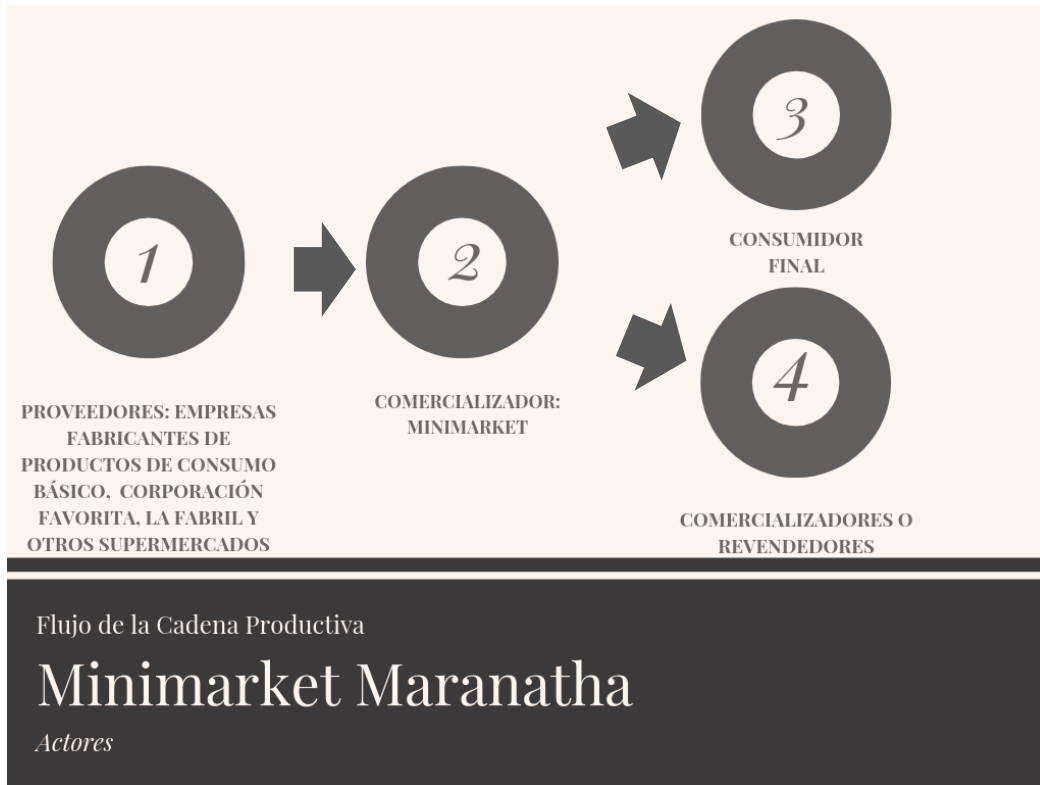 1
PROVEEDORES: EMPRESAS
FABRICANTES DE
PRODUCTOS DE CONSUMO
BÁSICO, CORPORACIÓN
FAVORITA, LA FABRIL Y
OTROS SUPERMERCADOS
2
COMERCIALIZADOR:
MINIMARKET
3
CONSUMIDOR
FINAL
4
COMERCIALIZADORES O
REVENDEDORES
Flujo de la Cadena Productiva
Minimarket Maranatha
Actores